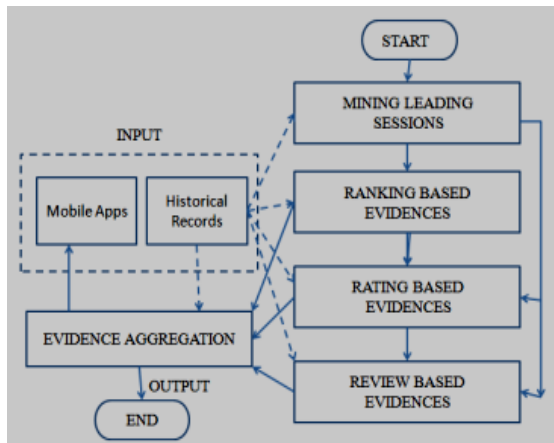 START
MINING LEADING
SESSIONS
INPUT
Mobile Apps
Historical
Records
RANKING BASED
EVIDENCES
RATING BASED
EVIDENCES
EVIDENCE AGGREGATION
REVIEW BASED
EVIDENCES
OUTPUT
END